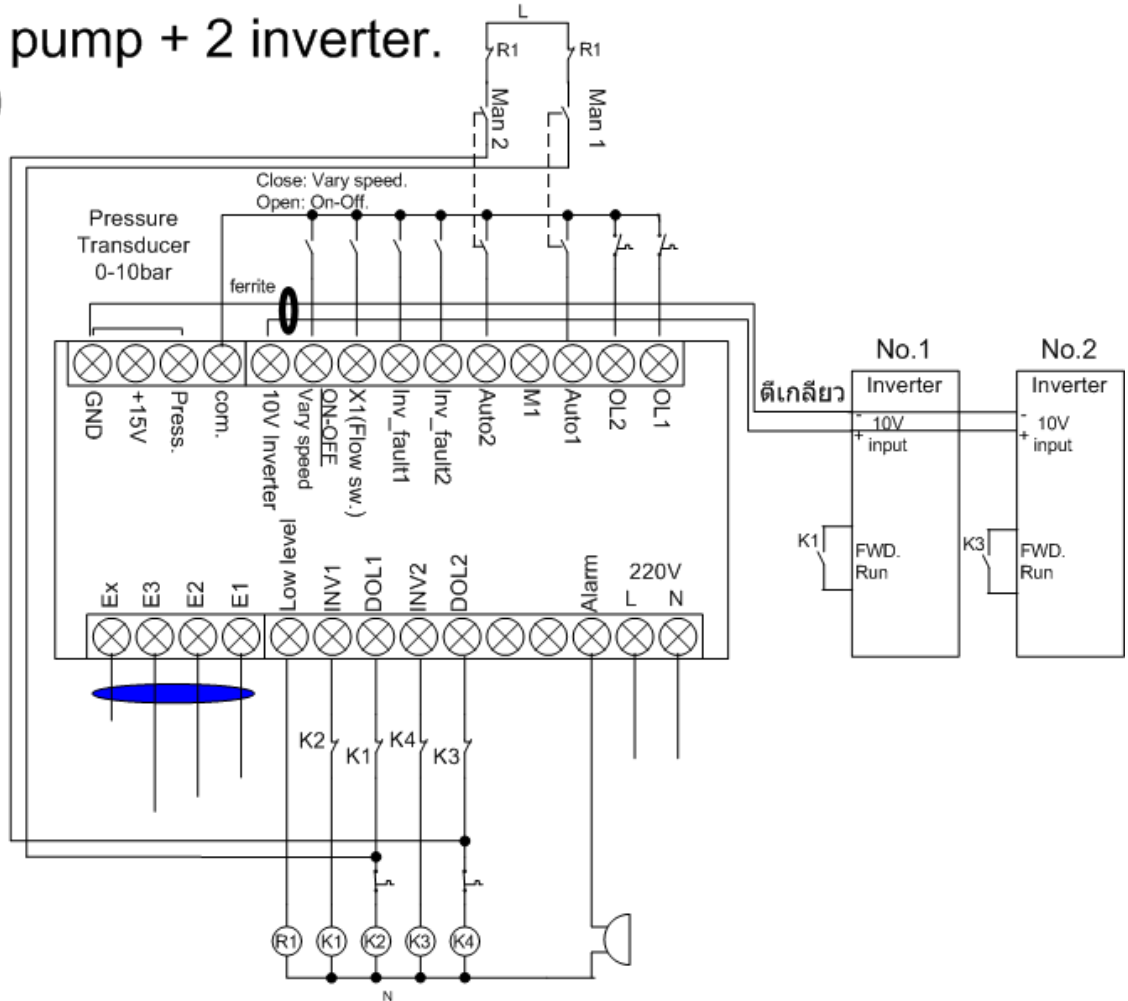 pump + 2 inverter.
)
L
R1
R1
Man 2
Man 1
Close: Vary speed.
Open: On-Off.
Pressure
Transducer
0-10bar
ferrite
GND
+15V
Press.
com.
10V Inverter
Vary speed
ON-OFF
X1(Flow sw.)
Inv_fault1
Inv_fault2
Auto2
M1
Auto1
OL2
OL1
ตีเกลียว
No.1
Inverter
- 10V
+ input
K1
FWD.
Run
No.2
Inverter
- 10V
+ input
K3
FWD.
Run
Ex
E3
E2
E1
Low level
INV1
DOL1
INV2
DOL2
Alarm
220V
L N
K2
K1
K4
K3
R1
K1
K2
K3
K4
N